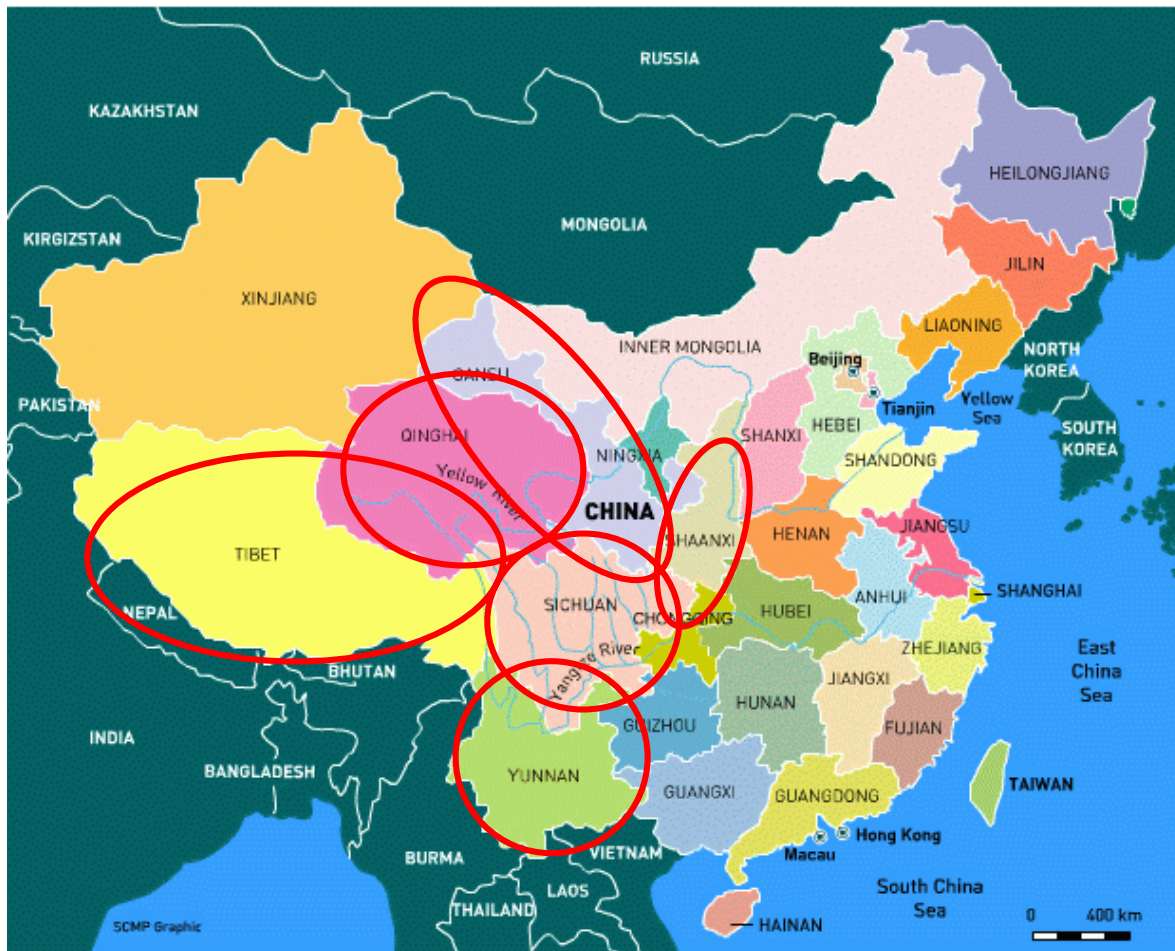 RUSSIA
KAZAKHSTAN
HEILONGJIANG
MONGOLIA
KIRGIZSTAN
JILIN
XINJIANG
LIAONING
INNER MONGOLIA
NORTH
KOREA
Beijing
GANSU
Tianjin
Yellow
Sea
PAKISTAN
SOUTH
KOREA
QINGHAI
SHANXI
HEBEI
NINGXIA
SHANDONG
Yellow River
CHINA
SHAANXI
HENAN
JIANGSU
TIBET
SHANGHAI
ANHUI
SICHUAN
NEPAL
CHONGQING
HUBEI
ZHEJIANG
East
China
Sea
Yangtze River
BHUTAN
JIANGXI
HUNAN
GUIZHOU
FUJIAN
INDIA
BANGLADESH
YUNNAN
TAIWAN
GUANGXI
GUANGDONG
Hong Kong
Macau
BURMA
VIETNAM
LAOS
South China
Sea
THAILAND
HAINAN
SCMP Graphic
0 400 km